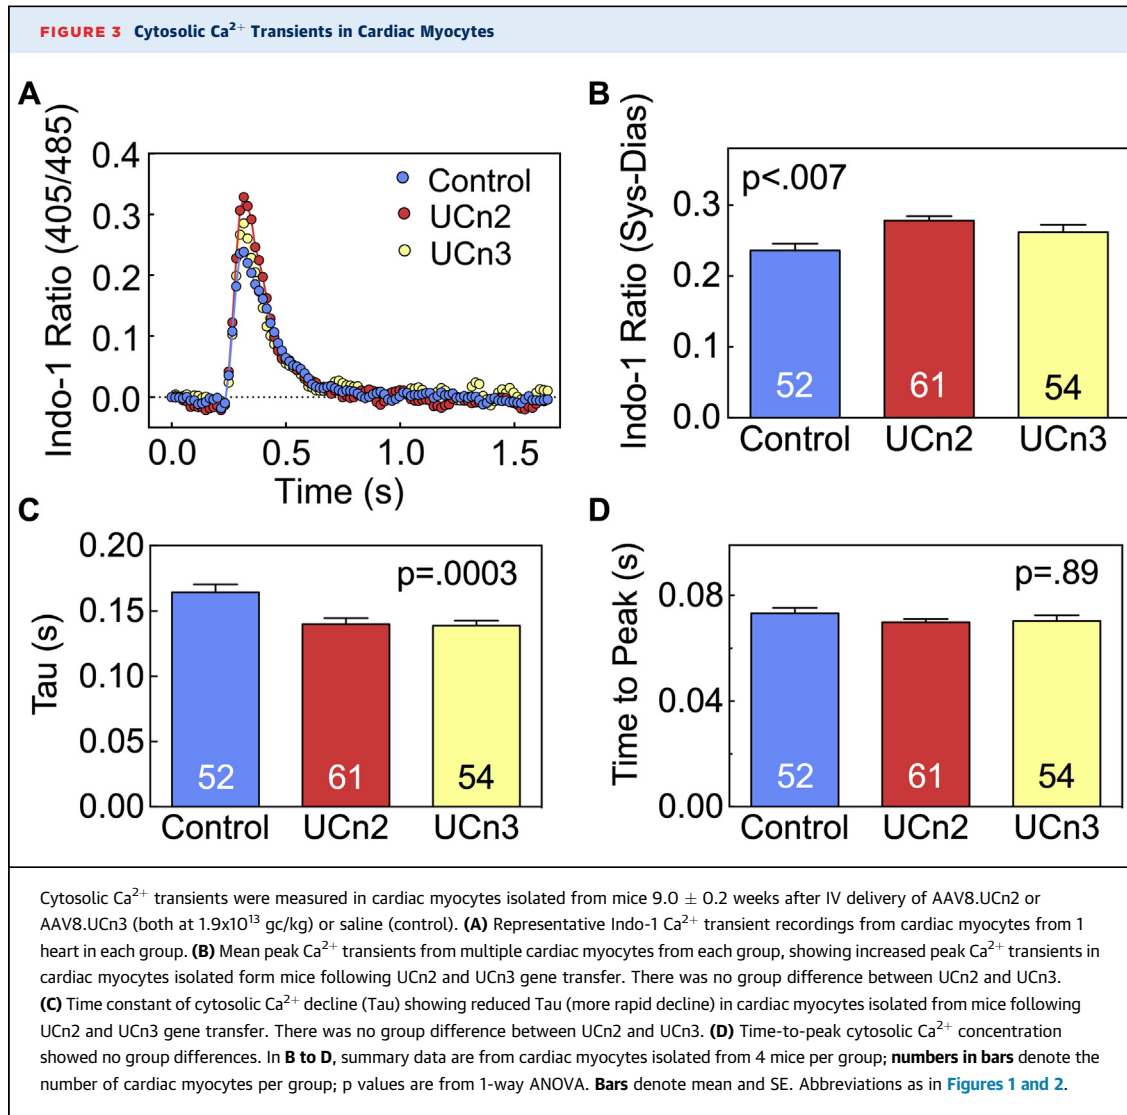 FIGURE 3 Cytosolic Ca²⁺ Transients in Cardiac Myocytes
A
Indo-1 Ratio (405/485)
0.4
0.3
0.2
0.1
0.0
0.0 0.5 1.0 1.5
Time (s)
Control
UCn2
UCn3
B
Indo-1 Ratio (Sys-Dias)
p<.007
0.3
0.2
0.1
0.0
52 61 54
Control UCn2 UCn3
C
Tau (s)
0.20
0.15
0.10
0.05
0.00
p=.0003
52 61 54
Control UCn2 UCn3
D
Time to Peak (s)
0.08
0.04
0.00
p=.89
52 61 54
Control UCn2 UCn3
Cytosolic Ca²⁺ transients were measured in cardiac myocytes isolated from mice 9.0 ± 0.2 weeks after IV delivery of AAV8.UCn2 or
AAV8.UCn3 (both at 1.9x10¹³ gc/kg) or saline (control). (A) Representative Indo-1 Ca²⁺ transient recordings from cardiac myocytes from 1
heart in each group. (B) Mean peak Ca²⁺ transients from multiple cardiac myocytes from each group, showing increased peak Ca²⁺ transients in
cardiac myocytes isolated form mice following UCn2 and UCn3 gene transfer. There was no group difference between UCn2 and UCn3.
(C) Time constant of cytosolic Ca²⁺ decline (Tau) showing reduced Tau (more rapid decline) in cardiac myocytes isolated from mice following
UCn2 and UCn3 gene transfer. There was no group difference between UCn2 and UCn3. (D) Time-to-peak cytosolic Ca²⁺ concentration
showed no group differences. In B to D, summary data are from cardiac myocytes isolated from 4 mice per group; numbers in bars denote the
number of cardiac myocytes per group; p values are from 1-way ANOVA. Bars denote mean and SE. Abbreviations as in Figures 1 and 2.